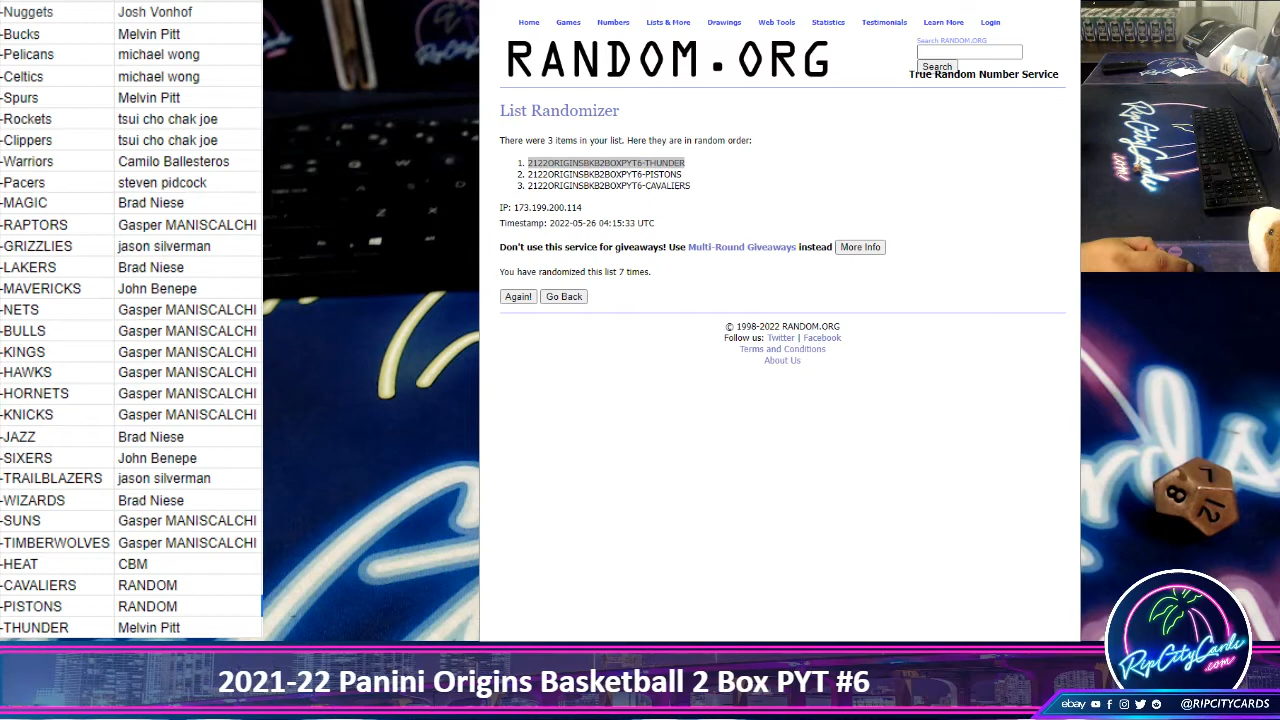 -Nuggets Josh Vonhof
-Bucks Melvin Pitt
-Pelicans michael wong
-Celtics michael wong
-Spurs Melvin Pitt
-Rockets tsui cho chak joe
-Clippers tsui cho chak joe
-Warriors Camilo Ballesteros
-Pacers steven pidcock
-MAGIC Brad Niese
-RAPTORS Gasper MANISCALCHI
-GRIZZLIES jason silverman
-LAKERS Brad Niese
-MAVERICKS John Benepe
-NETS Gasper MANISCALCHI
-BULLS Gasper MANISCALCHI
-KINGS Gasper MANISCALCHI
-HAWKS Gasper MANISCALCHI
-HORNETS Gasper MANISCALCHI
-KNICKS Gasper MANISCALCHI
-JAZZ Brad Niese
-SIXERS John Benepe
-TRAILBLAZERS jason silverman
-WIZARDS Brad Niese
-SUNS Gasper MANISCALCHI
-TIMBERWOLVES Gasper MANISCALCHI
-HEAT CBM
-CAVALIERS RANDOM
-PISTONS RANDOM
-THUNDER Melvin Pitt
Home Games Numbers Lists & More Drawings Web Tools Statistics Testimonials Learn More Login
RANDOM.ORG
Search RANDOM.ORG
Search
True Random Number Service
List Randomizer
There were 3 items in your list. Here they are in random order:
1. 2122ORIGINSBKB2BOXPYT6-THUNDER
2. 2122ORIGINSBKB2BOXPYT6-PISTONS
3. 2122ORIGINSBKB2BOXPYT6-CAVALIERS
IP: 173.199.200.114
Timestamp: 2022-05-26 04:15:33 UTC
Don't use this service for giveaways! Use Multi-Round Giveaways instead More Info
You have randomized this list 7 times.
Again! Go Back
© 1998-2022 RANDOM.ORG
Follow us: Twitter | Facebook
Terms and Conditions
About Us
8 12
2021-22 Panini Origins Basketball 2 Box PYT #6
RipCityCards
.com
ebay @RIPCITYCARDS